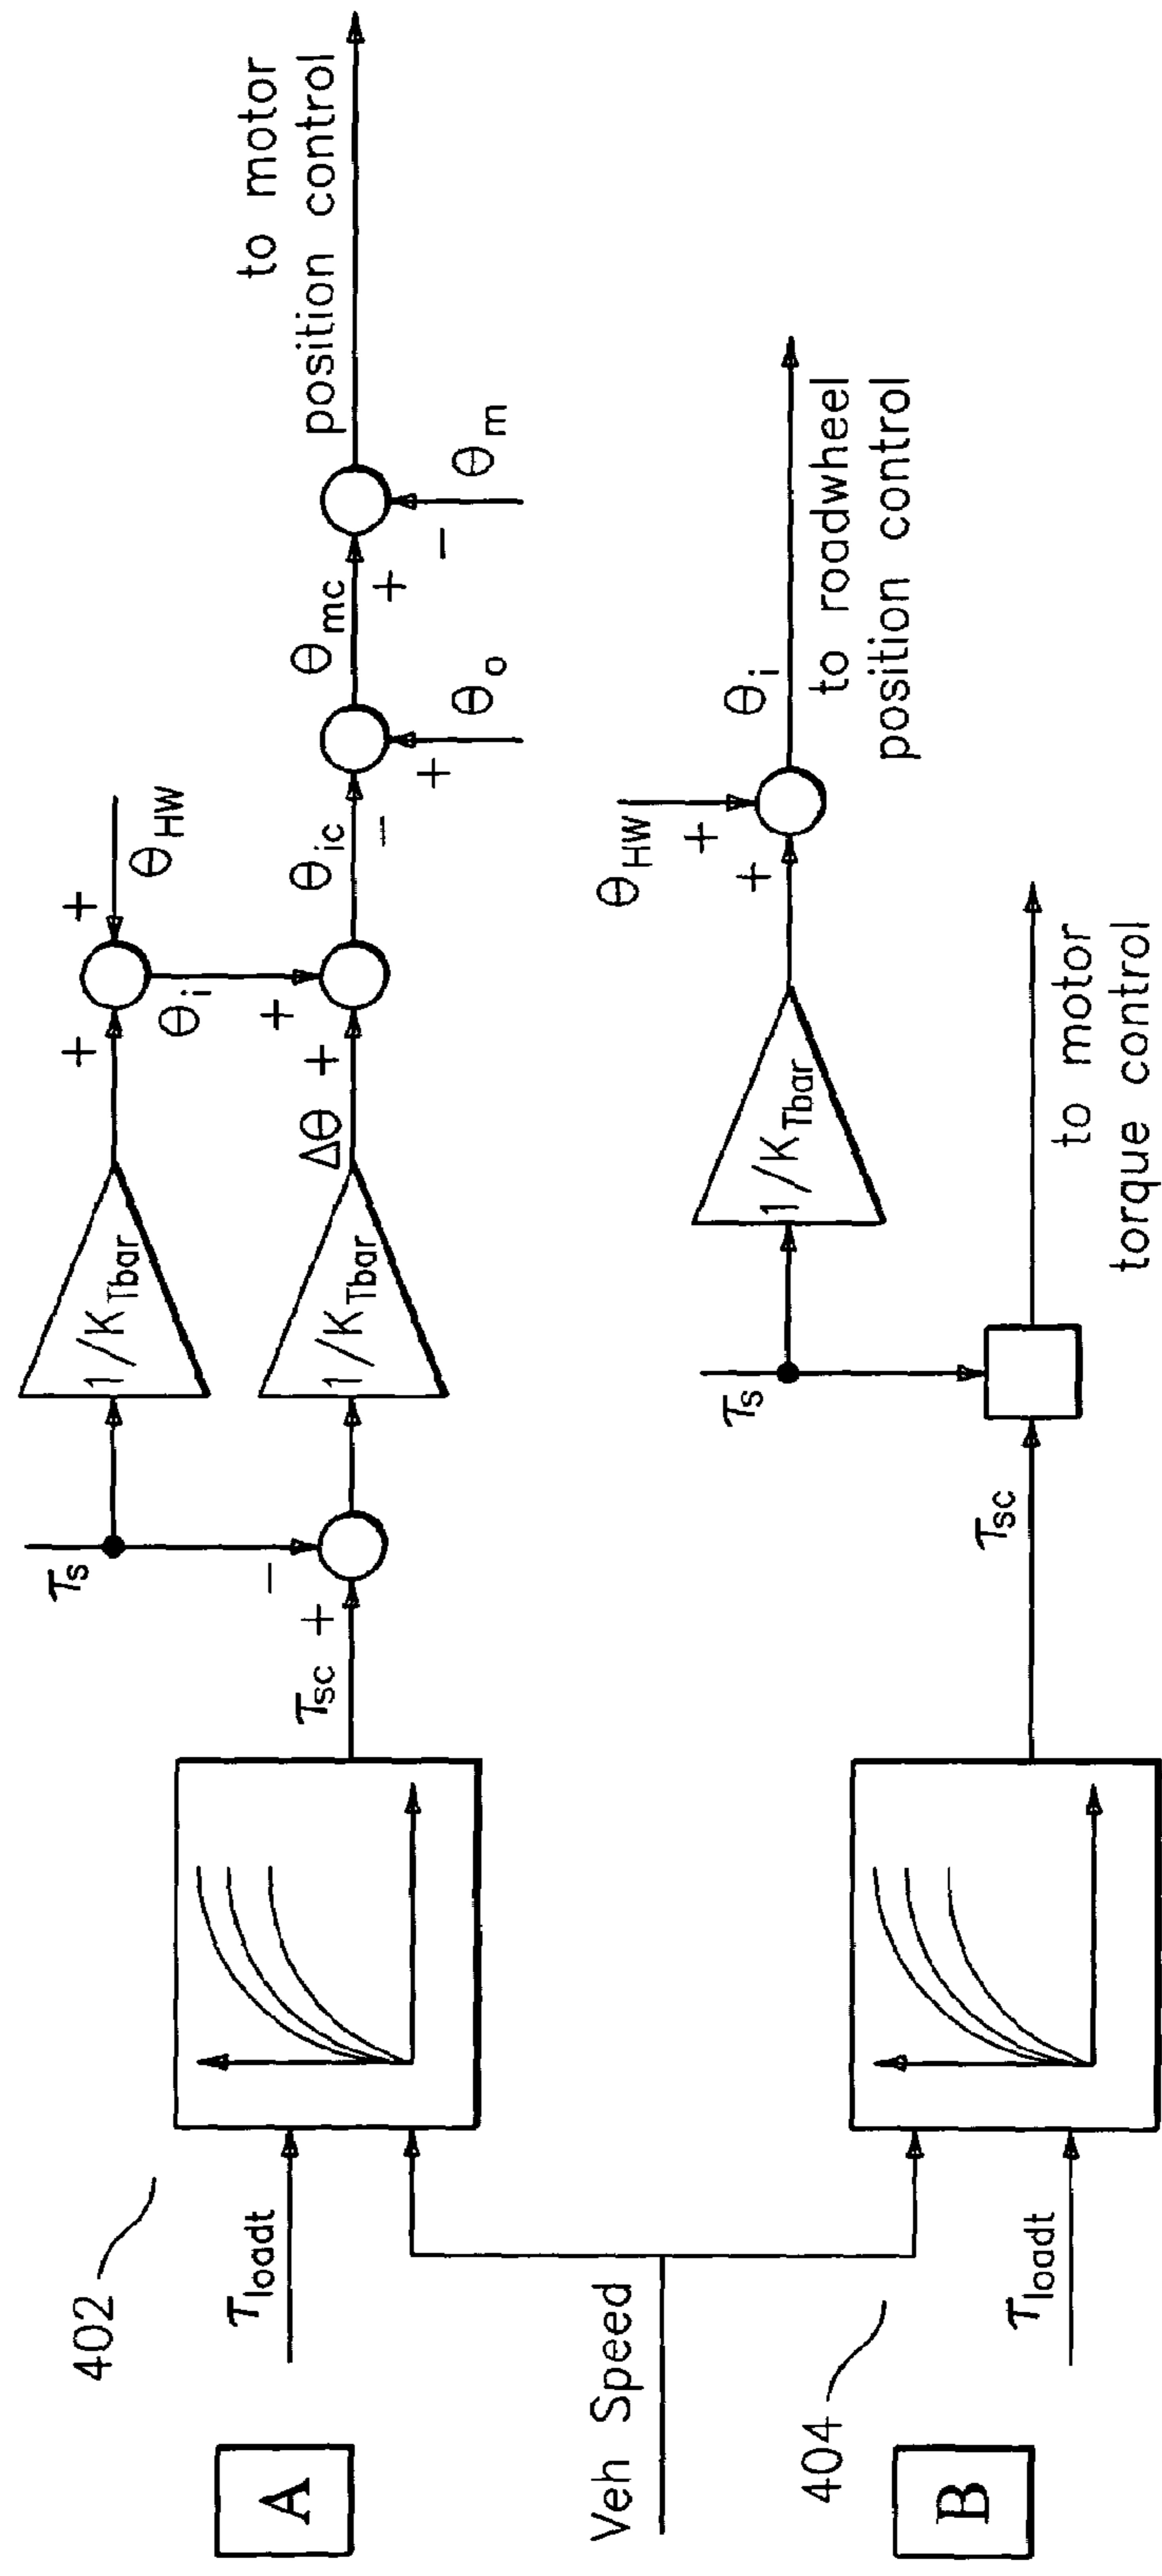 A
402
τloadt
τsc
+
−
τs
1/KTbar
1/KTbar
Δθ
+
+
+
θi
+
θHW
θic
−
+
θo
θmc
+
−
θm
to motor
position control
Veh Speed
B
404
τloadt
τsc
τs
1/KTbar
+
+
θHW
θi
to roadwheel
position control
to motor
torque control